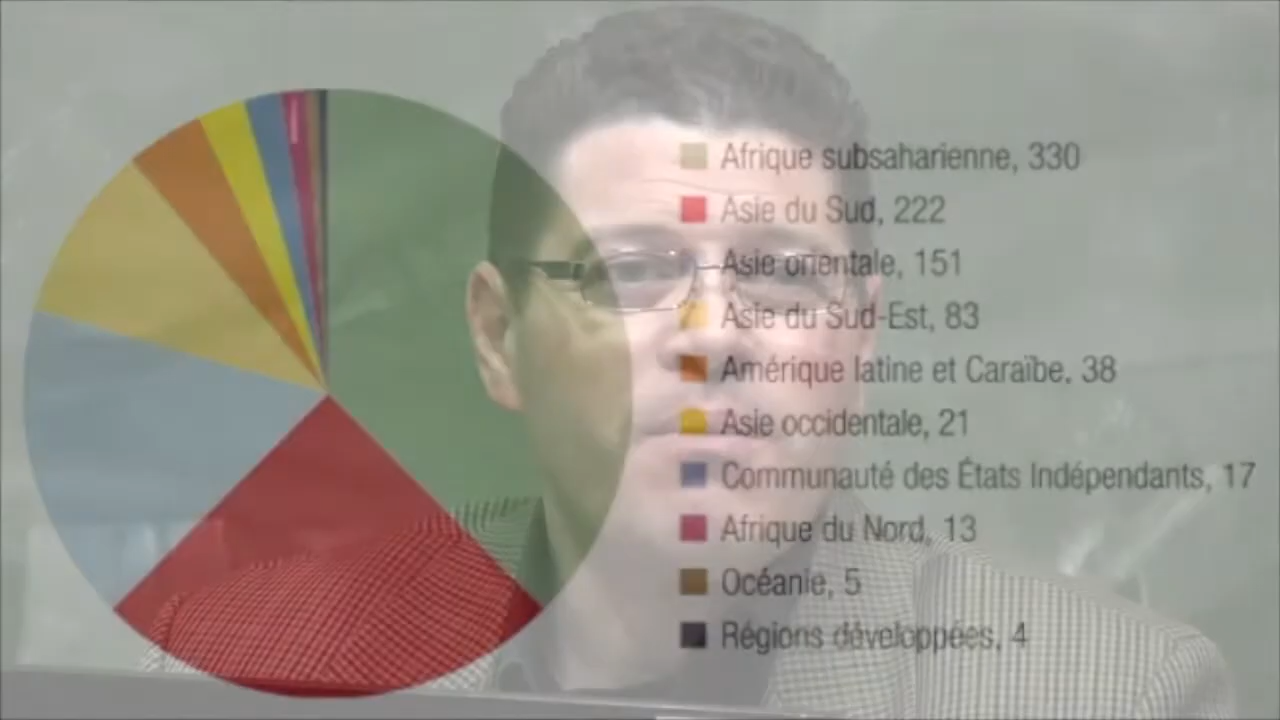 Afrique subsaharienne, 330
Asie du Sud, 222
Asie orientale, 151
Asie du Sud-Est, 83
Amérique latine et Caraïbe, 38
Asie occidentale, 21
Communauté des États Indépendants, 17
Afrique du Nord, 13
Océanie, 5
Régions développées, 4